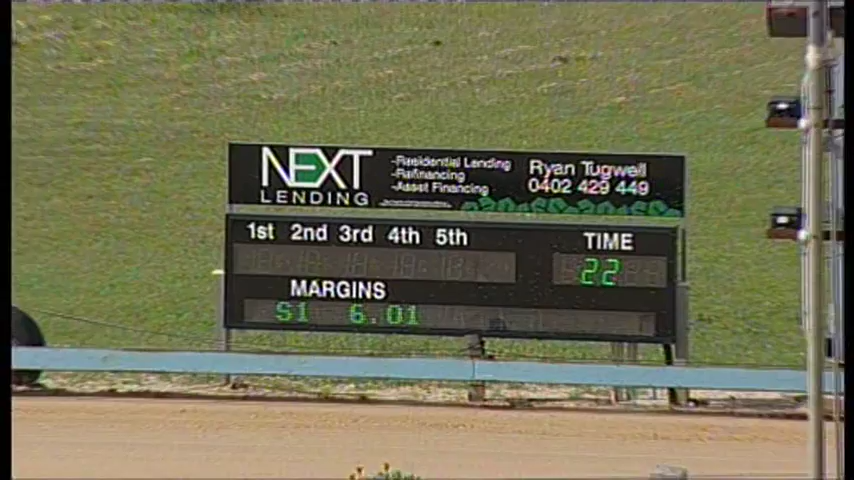 NEXT
LENDING
-Residential Lending
-Refinancing
-Asset Financing
Ryan Tugwell
0402 429 449
1st 2nd 3rd 4th 5th
TIME
22
MARGINS
S1 6.01